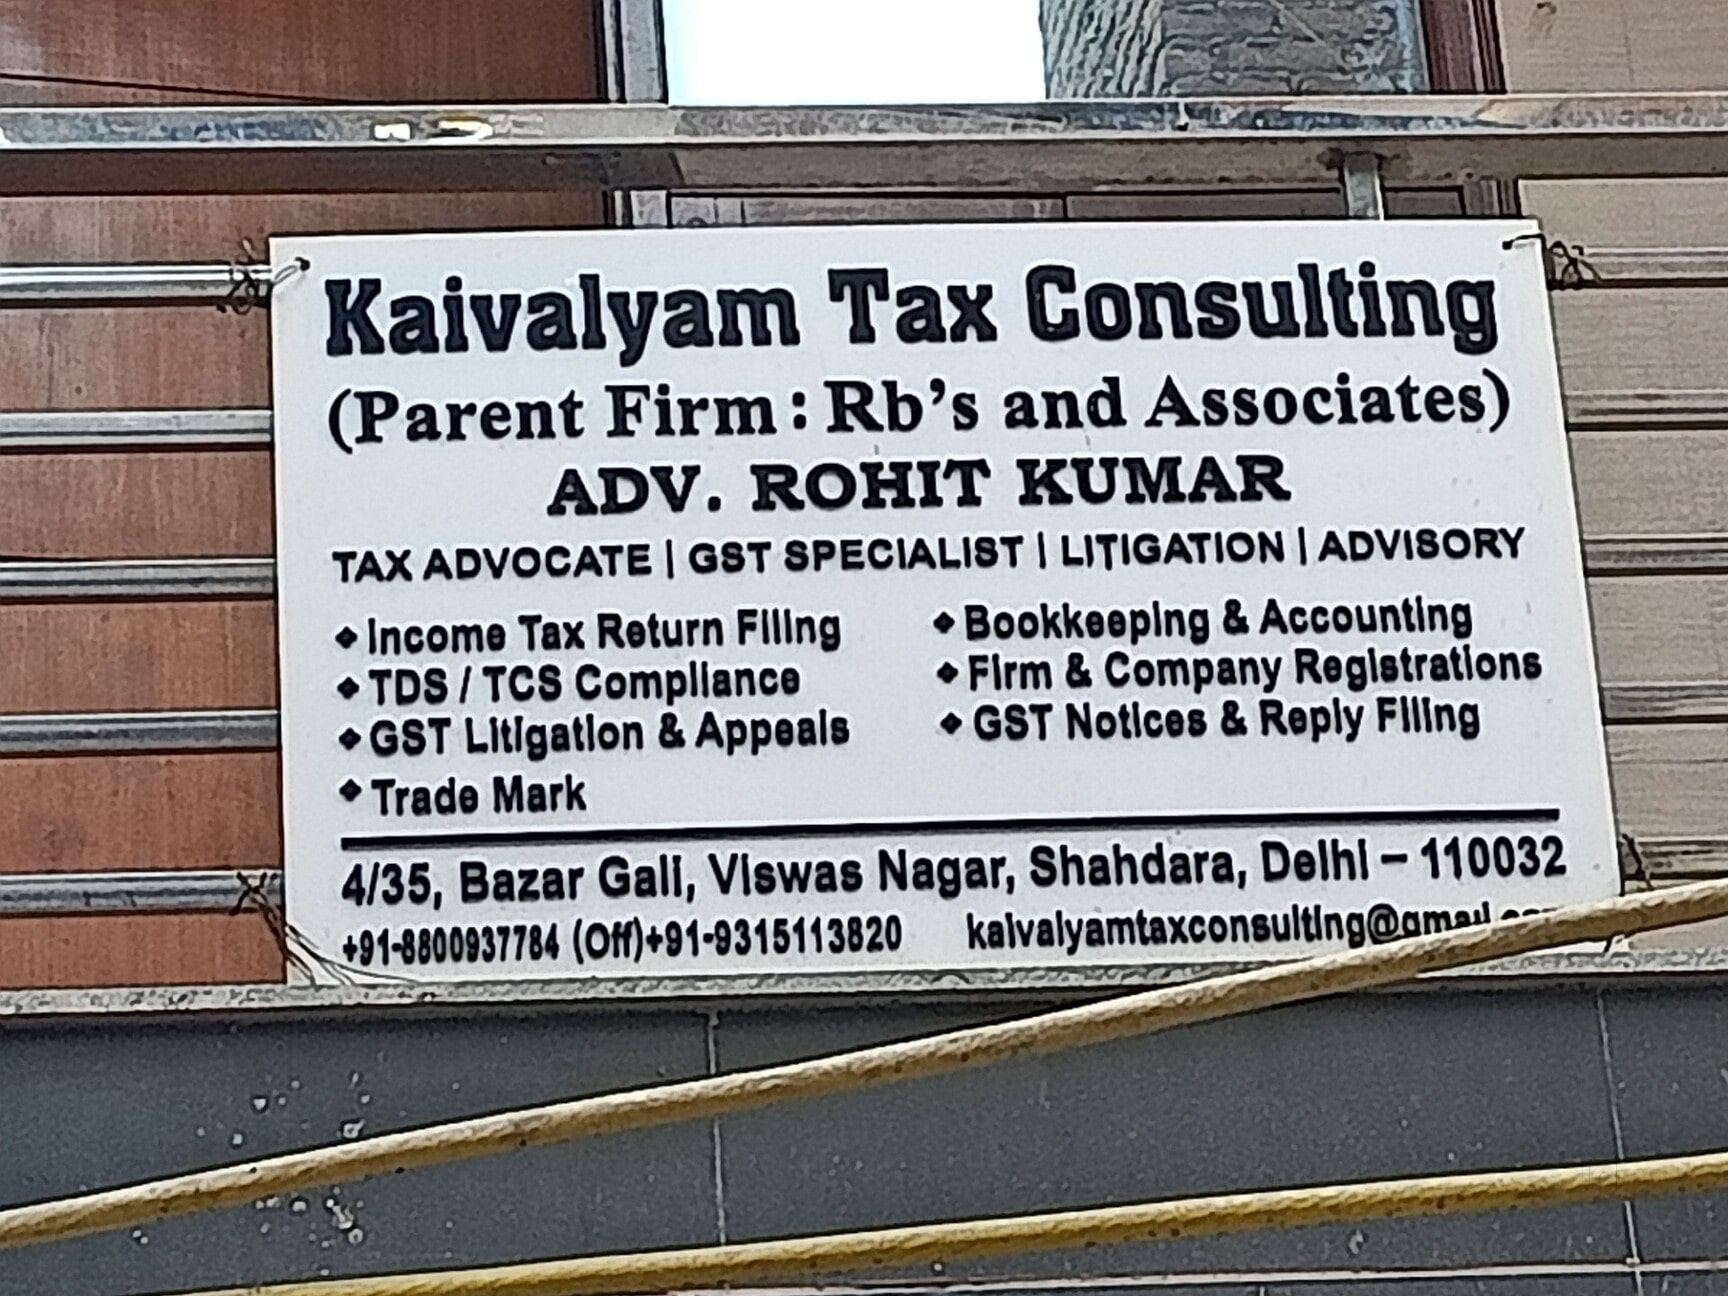 Kaivalyam Tax Consulting
(Parent Firm : Rb's and Associates)
ADV. ROHIT KUMAR
TAX ADVOCATE | GST SPECIALIST | LITIGATION | ADVISORY
❖ Income Tax Return Filing
❖ TDS / TCS Compliance
❖ GST Litigation & Appeals
❖ Trade Mark
❖ Bookkeeping & Accounting
❖ Firm & Company Registrations
❖ GST Notices & Reply Filing
4/35, Bazar Gali, Viswas Nagar, Shahdara, Delhi – 110032
+91-8800937784 (Off)+91-9315113820 kaivalyamtaxconsulting@gmail